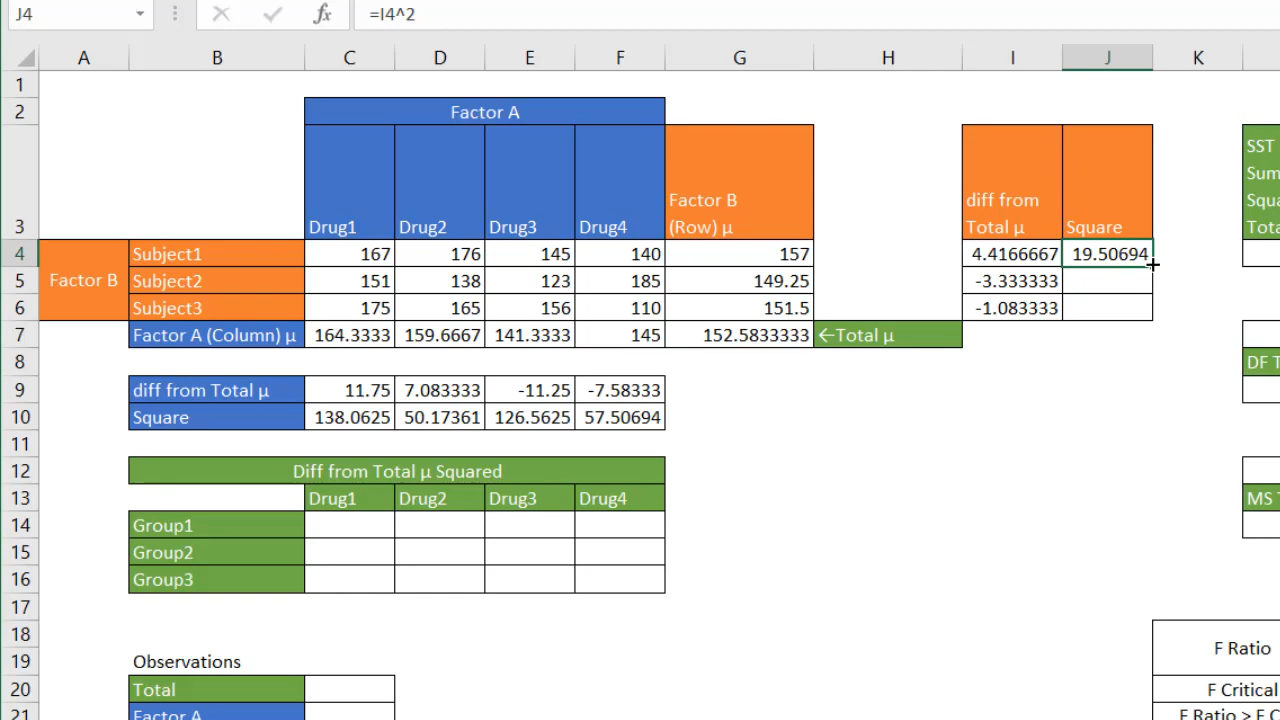 J4 fx =I4^2
A B C D E F G H I J K
1
2 Factor A
3 Drug1 Drug2 Drug3 Drug4 Factor B (Row) μ diff from Total μ Square SST Sum Squa Tota
4 Factor B Subject1 167 176 145 140 157 4.4166667 19.50694
5 Subject2 151 138 123 185 149.25 -3.333333
6 Subject3 175 165 156 110 151.5 -1.083333
7 Factor A (Column) μ 164.3333 159.6667 141.3333 145 152.5833333 ←Total μ
8 DF T
9 diff from Total μ 11.75 7.083333 -11.25 -7.58333
10 Square 138.0625 50.17361 126.5625 57.50694
11
12 Diff from Total μ Squared
13 Drug1 Drug2 Drug3 Drug4 MS T
14 Group1
15 Group2
16 Group3
17
18
19 Observations F Ratio
20 Total F Critical
21 Factor A F Ratio > F C